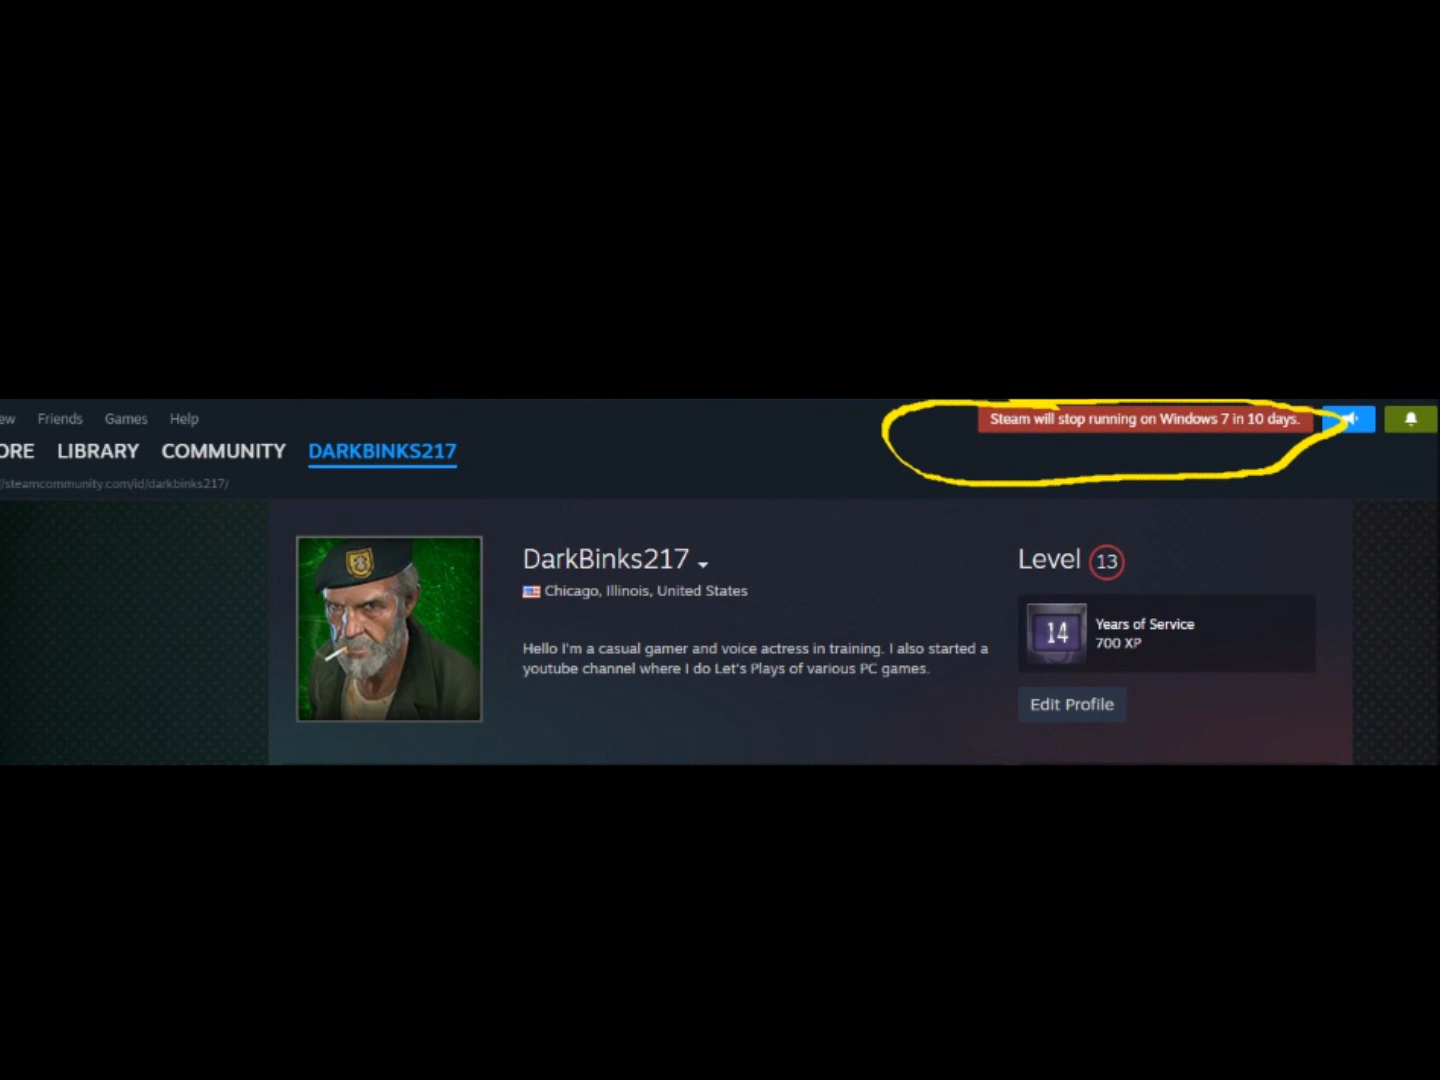 ew Friends Games Help
Steam will stop running on Windows 7 in 10 days.
ORE LIBRARY COMMUNITY DARKBINKS217
//steamcommunity.com/id/darkbinks217/
DarkBinks217
Chicago, Illinois, United States
Hello I'm a casual gamer and voice actress in training. I also started a
youtube channel where I do Let's Plays of various PC games.
Level 13
14
Years of Service
700 XP
Edit Profile